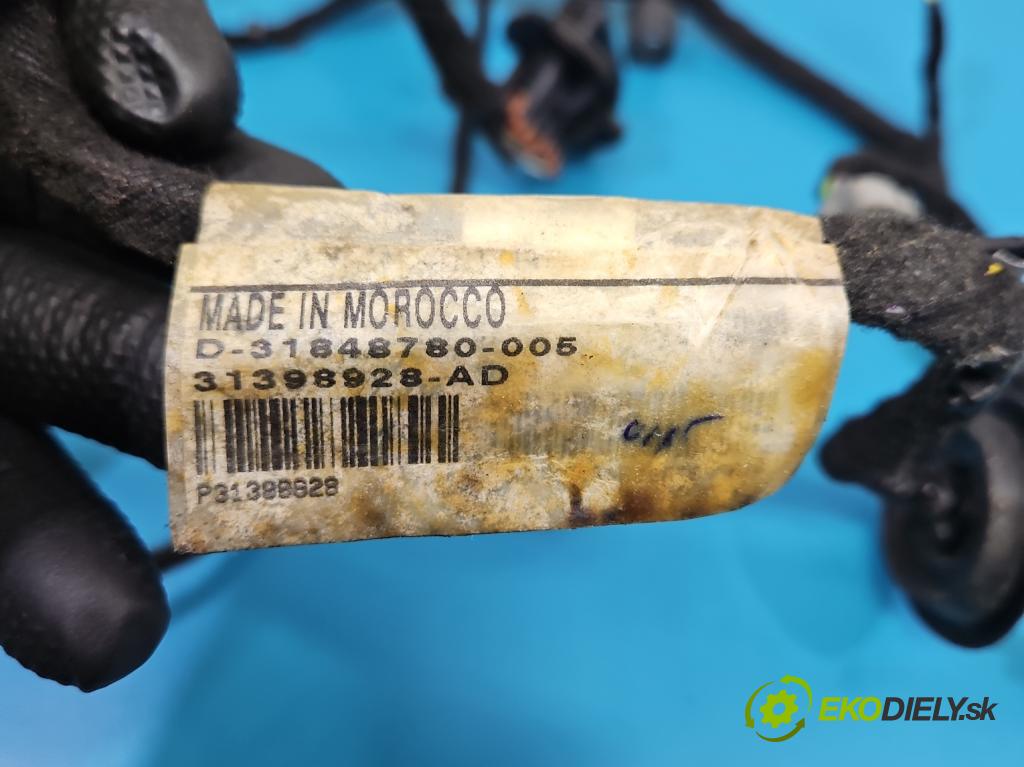 MADE IN MOROCCO
D-31848780-005
31398928-AD
P31398928
EKODIELY.sk